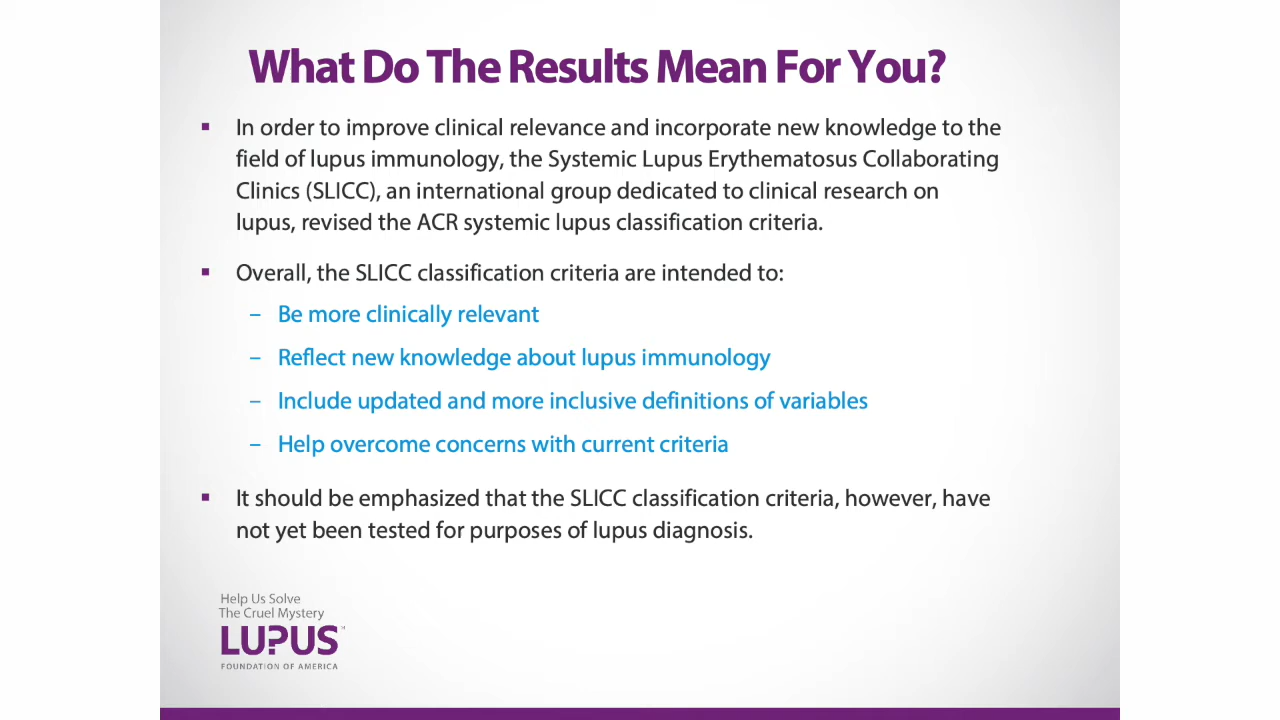 What Do The Results Mean For You?
▪ In order to improve clinical relevance and incorporate new knowledge to the
field of lupus immunology, the Systemic Lupus Erythematosus Collaborating
Clinics (SLICC), an international group dedicated to clinical research on
lupus, revised the ACR systemic lupus classification criteria.
▪ Overall, the SLICC classification criteria are intended to:
– Be more clinically relevant
– Reflect new knowledge about lupus immunology
– Include updated and more inclusive definitions of variables
– Help overcome concerns with current criteria
▪ It should be emphasized that the SLICC classification criteria, however, have
not yet been tested for purposes of lupus diagnosis.
Help Us Solve
The Cruel Mystery
LUPUS™
FOUNDATION OF AMERICA